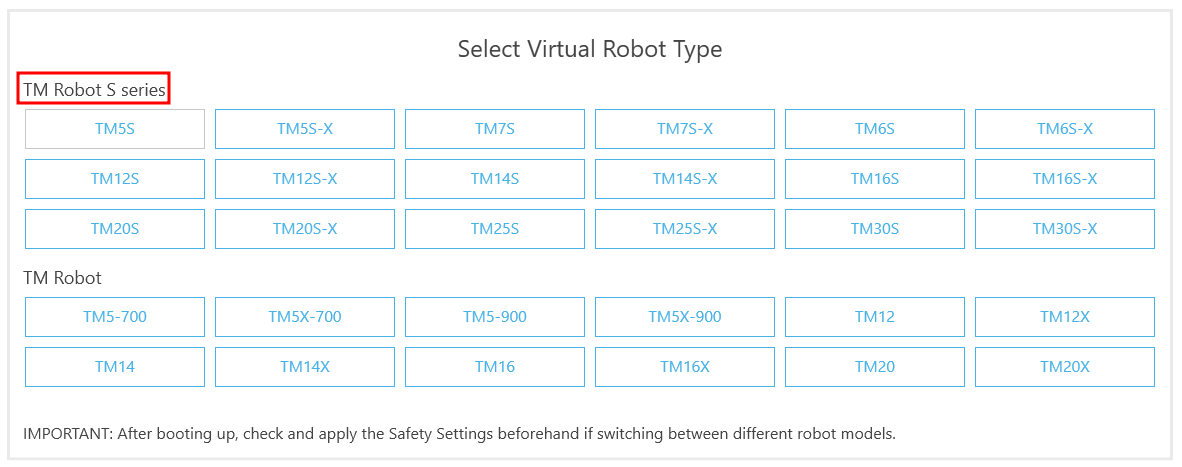 Select Virtual Robot Type
TM Robot S series
TM5S TM5S-X TM7S TM7S-X TM6S TM6S-X
TM12S TM12S-X TM14S TM14S-X TM16S TM16S-X
TM20S TM20S-X TM25S TM25S-X TM30S TM30S-X
TM Robot
TM5-700 TM5X-700 TM5-900 TM5X-900 TM12 TM12X
TM14 TM14X TM16 TM16X TM20 TM20X
IMPORTANT: After booting up, check and apply the Safety Settings beforehand if switching between different robot models.